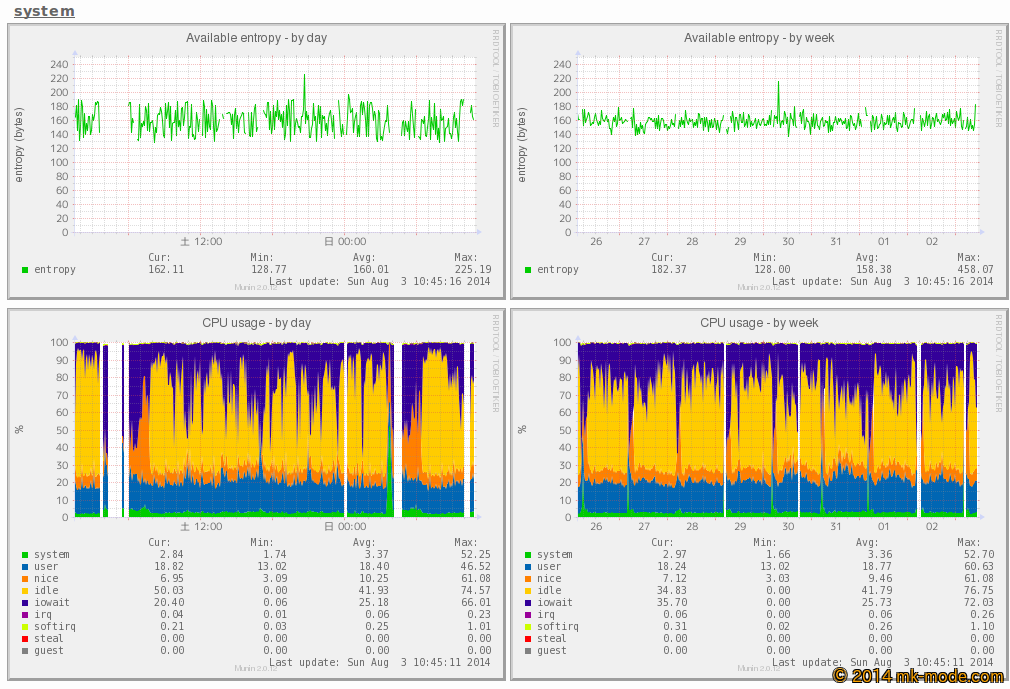 system
Available entropy - by day
RRDTOOL / TOBI OETIKER
entropy (bytes)
240
220
200
180
160
140
120
100
80
60
40
20
0
土 12:00 日 00:00
Cur: Min: Avg: Max:
entropy 162.11 128.77 160.01 225.19
Last update: Sun Aug 3 10:45:16 2014
Munin 2.0.12
Available entropy - by week
RRDTOOL / TOBI OETIKER
entropy (bytes)
240
220
200
180
160
140
120
100
80
60
40
20
0
26 27 28 29 30 31 01 02
Cur: Min: Avg: Max:
entropy 182.37 128.00 158.38 458.07
Last update: Sun Aug 3 10:45:16 2014
Munin 2.0.12
CPU usage - by day
RRDTOOL / TOBI OETIKER
%
100
90
80
70
60
50
40
30
20
10
0
土 12:00 日 00:00
Cur: Min: Avg: Max:
system 2.84 1.74 3.37 52.25
user 18.82 13.02 18.40 46.52
nice 6.95 3.09 10.25 61.08
idle 50.03 0.00 41.93 74.57
iowait 20.40 0.06 25.18 66.01
irq 0.04 0.01 0.06 0.23
softirq 0.21 0.03 0.25 1.01
steal 0.00 0.00 0.00 0.00
guest 0.00 0.00 0.00 0.00
Last update: Sun Aug 3 10:45:11 2014
Munin 2.0.12
CPU usage - by week
RRDTOOL / TOBI OETIKER
%
100
90
80
70
60
50
40
30
20
10
0
26 27 28 29 30 31 01 02
Cur: Min: Avg: Max:
system 2.97 1.66 3.36 52.70
user 18.24 13.02 18.77 60.63
nice 7.12 3.03 9.46 61.08
idle 34.83 0.00 41.79 76.75
iowait 35.70 0.00 25.73 72.03
irq 0.06 0.00 0.06 0.26
softirq 0.31 0.02 0.26 1.10
steal 0.00 0.00 0.00 0.00
guest 0.00 0.00 0.00 0.00
Last update: Sun Aug 3 10:45:11 2014
Munin 2.0.12
© 2014 mk-mode.com